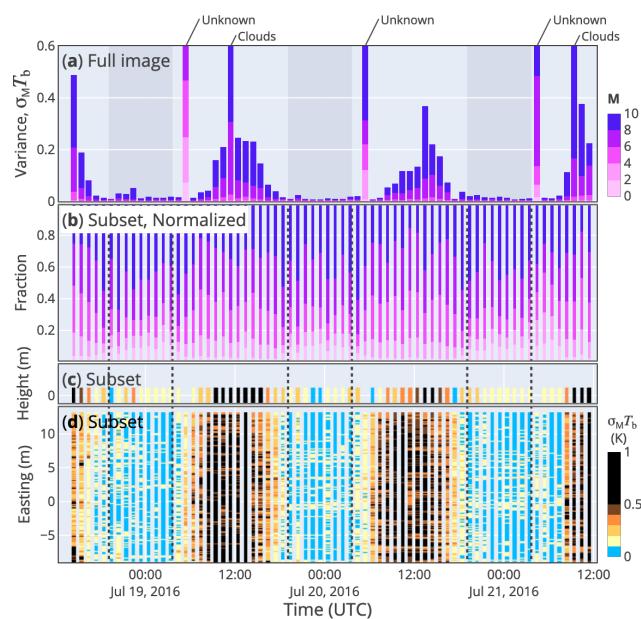 Unknown
Unknown
Unknown
Clouds
Clouds
(a) Full image
Variance, σMTb
0.6
0.4
0.2
0
M
10
8
6
4
2
0
(b) Subset, Normalized
Fraction
0.8
0.6
0.4
0.2
(c) Subset
Height (m)
0
(d) Subset
Easting (m)
10
5
0
−5
σMTb
(K)
1
0.5
0
00:00 12:00 00:00 12:00 00:00 12:00
Jul 19, 2016 Jul 20, 2016 Jul 21, 2016
Time (UTC)